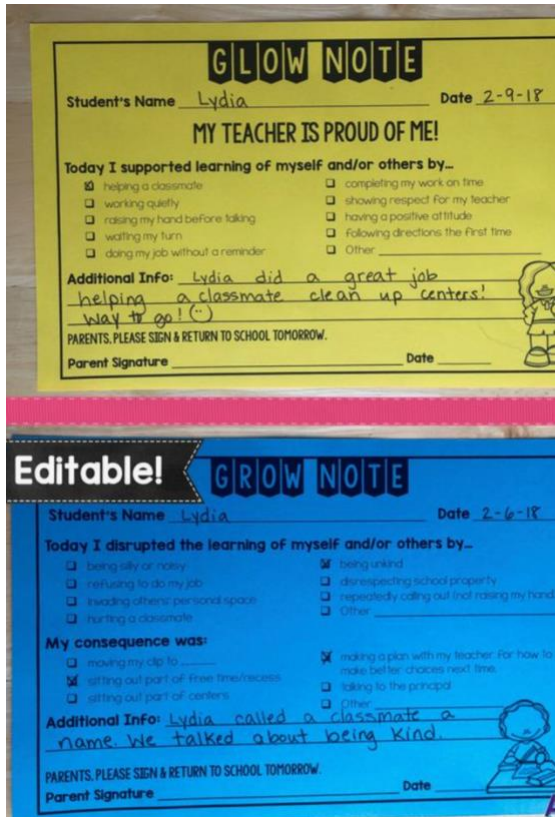 GLOW NOTE
Student's Name Lydia Date 2-9-18
MY TEACHER IS PROUD OF ME!
Today I supported learning of myself and/or others by...
helping a classmate
working quietly
raising my hand before talking
waiting my turn
doing my job without a reminder
completing my work on time
showing respect for my teacher
having a positive attitude
following directions the first time
Other
Additional Info: Lydia did a great job
helping a classmate clean up centers!
Way to go!
PARENTS, PLEASE SIGN & RETURN TO SCHOOL TOMORROW.
Parent Signature Date
Editable!
GROW NOTE
Student's Name Lydia Date 2-6-18
Today I disrupted the learning of myself and/or others by...
being silly or noisy
refusing to do my job
invading others' personal space
hurting a classmate
being unkind
disrespecting school property
repeatedly calling out (not raising my hand
Other
My consequence was:
moving my clip to
sitting out part of free time/recess
sitting out part of centers
making a plan with my teacher for how to
make better choices next time.
talking to the principal
Other
Additional Info: Lydia called a classmate a
name. We talked about being kind.
PARENTS, PLEASE SIGN & RETURN TO SCHOOL TOMORROW.
Parent Signature Date